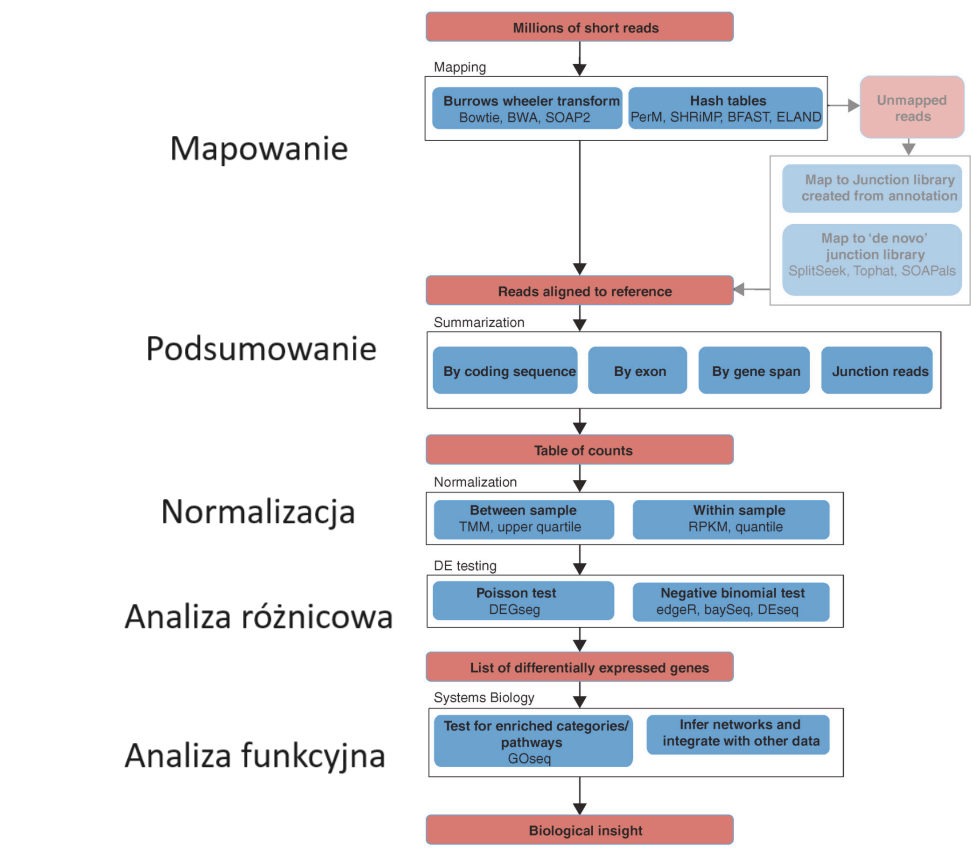 Millions of short reads
Mapping
Burrows wheeler transform
Bowtie, BWA, SOAP2
Hash tables
PerM, SHRiMP, BFAST, ELAND
Unmapped
reads
Mapowanie
Map to Junction library
created from annotation
Map to ‘de novo’
junction library
SplitSeek, Tophat, SOAPals
Reads aligned to reference
Podsumowanie
Summarization
By coding sequence
By exon
By gene span
Junction reads
Table of counts
Normalizacja
Normalization
Between sample
TMM, upper quartile
Within sample
RPKM, quantile
Analiza różnicowa
DE testing
Poisson test
DEGseg
Negative binomial test
edgeR, baySeq, DEseq
List of differentially expressed genes
Analiza funkcyjna
Systems Biology
Test for enriched categories/
pathways
GOseq
Infer networks and
integrate with other data
Biological insight